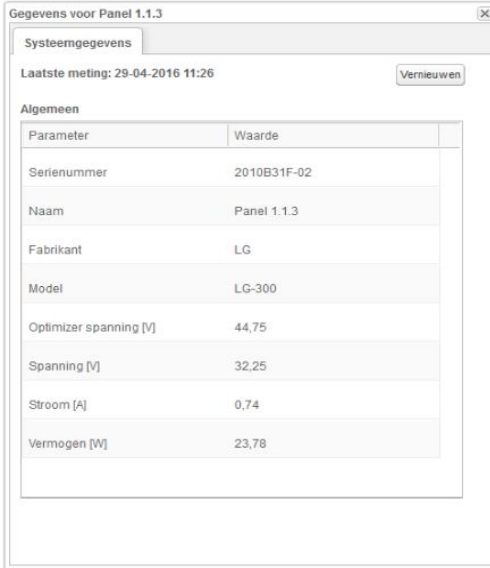 Gegevens voor Panel 1.1.3
Systeemgegevens
Laatste meting: 29-04-2016 11:26
Vernieuwen
Algemeen
Parameter Waarde
Serienummer 2010B31F-02
Naam Panel 1.1.3
Fabrikant LG
Model LG-300
Optimizer spanning [V] 44,75
Spanning [V] 32,25
Stroom [A] 0,74
Vermogen [W] 23,78